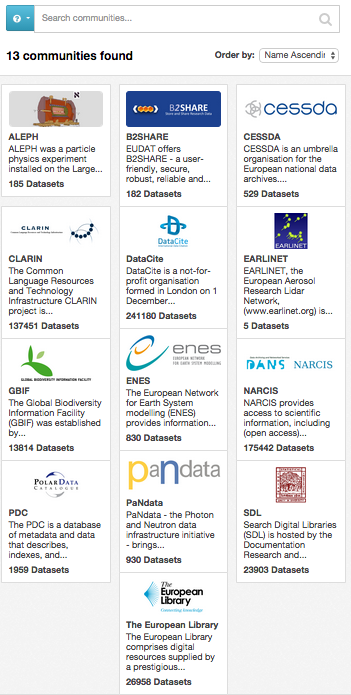 Search communities...
13 communities found
Order by:
Name Ascendin
ALEPH
ALEPH was a particle
physics experiment
installed on the Large...
185 Datasets
B2SHARE
Store and Share Research Data
B2SHARE
EUDAT offers
B2SHARE - a user-
friendly, secure,
robust, reliable and...
182 Datasets
cessda
CESSDA
CESSDA is an umbrella
organisation for the
European national
data archives....
529 Datasets
CLARIN
CLARIN
The Common
Language Resources
and Technology
Infrastructure CLARIN
project is...
137451 Datasets
DataCite
DataCite
DataCite is a not-for-
profit organisation
formed in London on 1
December...
241180 Datasets
EARLINET
EARLINET
EARLINET, the
European Aerosol
Research Lidar
Network,
(www.earlinet.org) is...
5 Datasets
GLOBAL BIODIVERSITY INFORMATION FACILITY
GBIF
The Global Biodiversity
Information Facility
(GBIF) was
established by...
13814 Datasets
enes
EUROPEAN NETWORK
FOR EARTH SYSTEM MODELLING
ENES
The European Network
for Earth System
modelling (ENES)
provides information...
830 Datasets
DANS
NARCIS
NARCIS
NARCIS provides
access to scientific
information, including
(open access)...
175442 Datasets
POLAR DATA
CATALOGUE
PDC
The PDC is a database
of metadata and data
that describes,
indexes, and...
1959 Datasets
pandata
PaNdata
PaNdata - the Photon
and Neutron data
infrastructure initiative
- brings...
930 Datasets
SDL
Search Digital Libraries
(SDL) is hosted by the
Documentation
Research and...
23903 Datasets
The
European
Library
Connecting knowledge
The European Library
The European Library
comprises digital
resources supplied by
a prestigious...
26958 Datasets